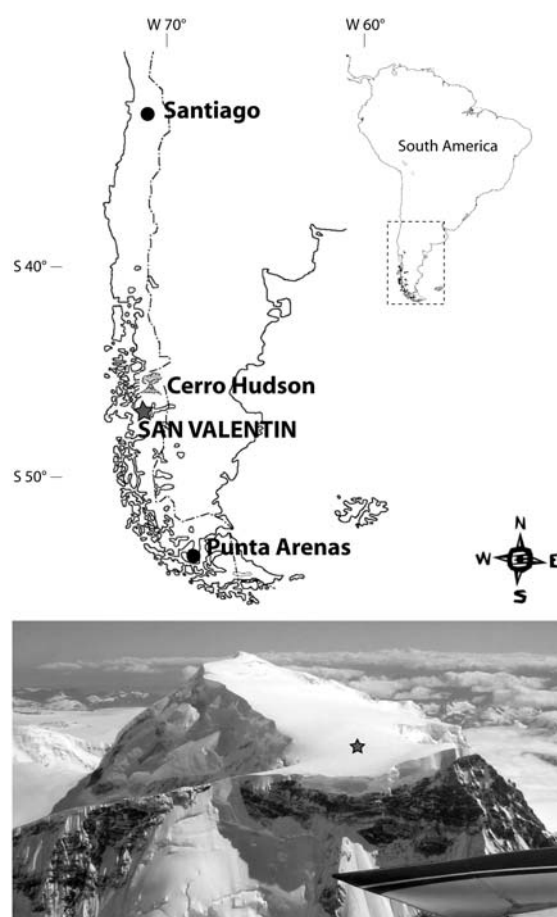 W 70° W 60°
Santiago
South America
S 40°
Cerro Hudson
SAN VALENTIN
S 50°
Punta Arenas
N
W E
S